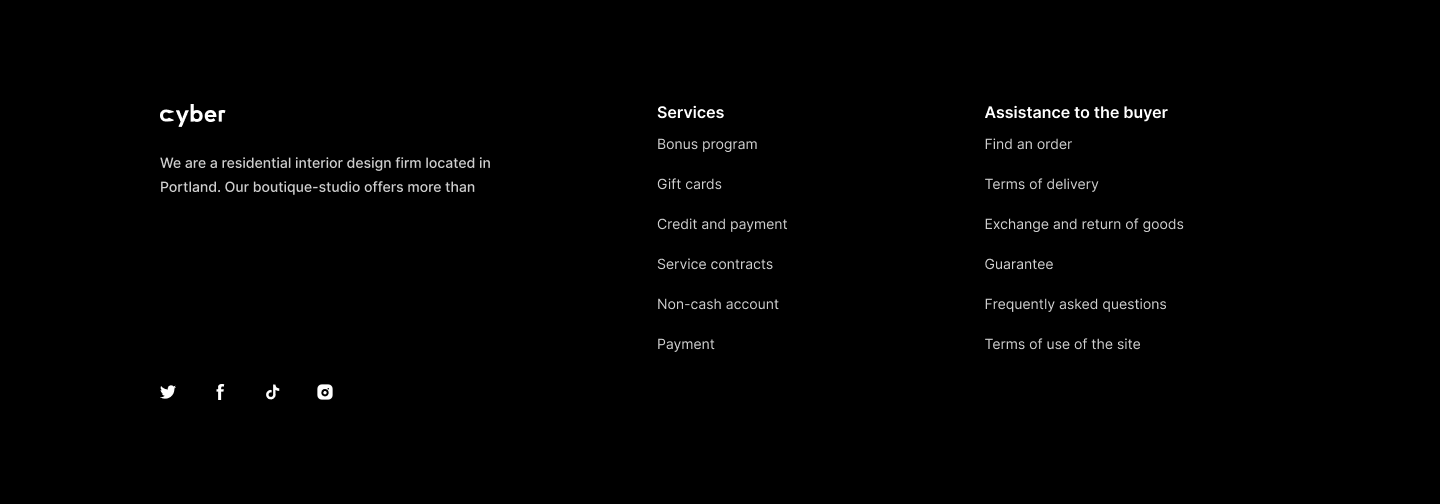 cyber
We are a residential interior design firm located in
Portland. Our boutique-studio offers more than
Services
Bonus program
Gift cards
Credit and payment
Service contracts
Non-cash account
Payment
Assistance to the buyer
Find an order
Terms of delivery
Exchange and return of goods
Guarantee
Frequently asked questions
Terms of use of the site